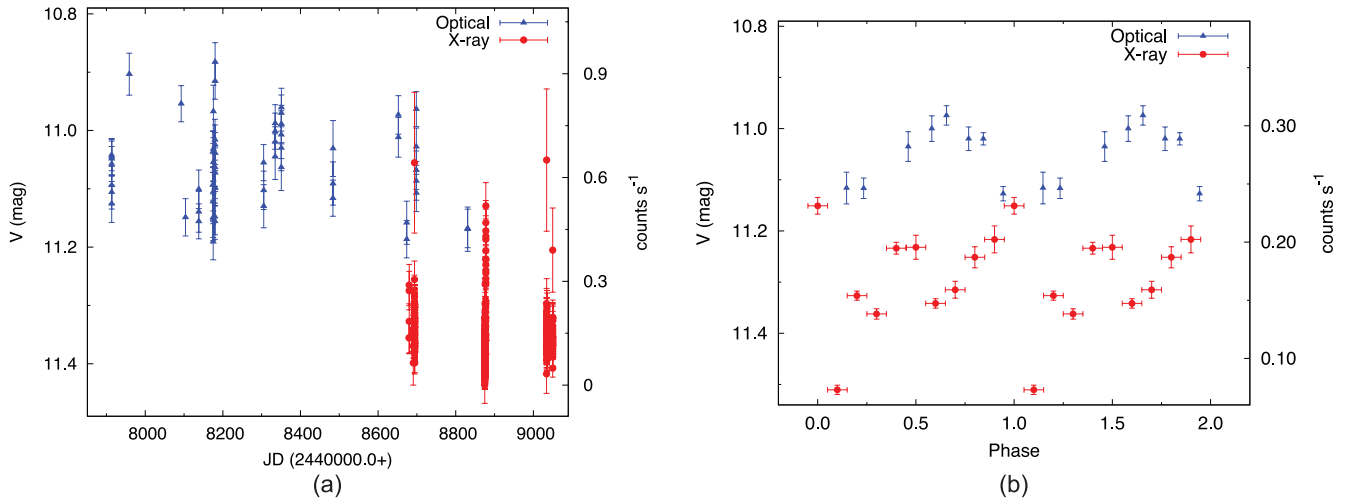 10.8
11.0
11.2
11.4
V (mag)
8000 8200 8400 8600 8800 9000
JD (2440000.0+)
0.9
0.6
0.3
0
counts s⁻¹
Optical
X-ray
(a)
10.8
11.0
11.2
11.4
V (mag)
0.0 0.5 1.0 1.5 2.0
Phase
0.30
0.20
0.10
counts s⁻¹
Optical
X-ray
(b)